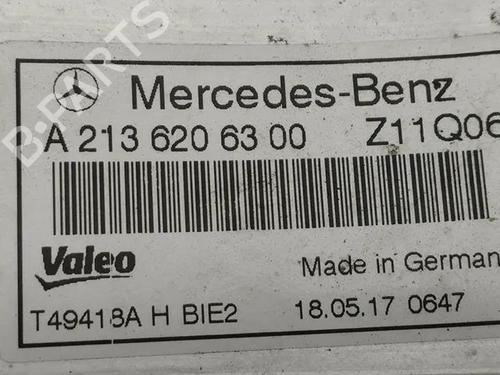 Mercedes-Benz
A 213 620 63 00 Z11Q06
Valeo
Made in German
T49418A H BIE2 18.05.17 0647
B-PARTS